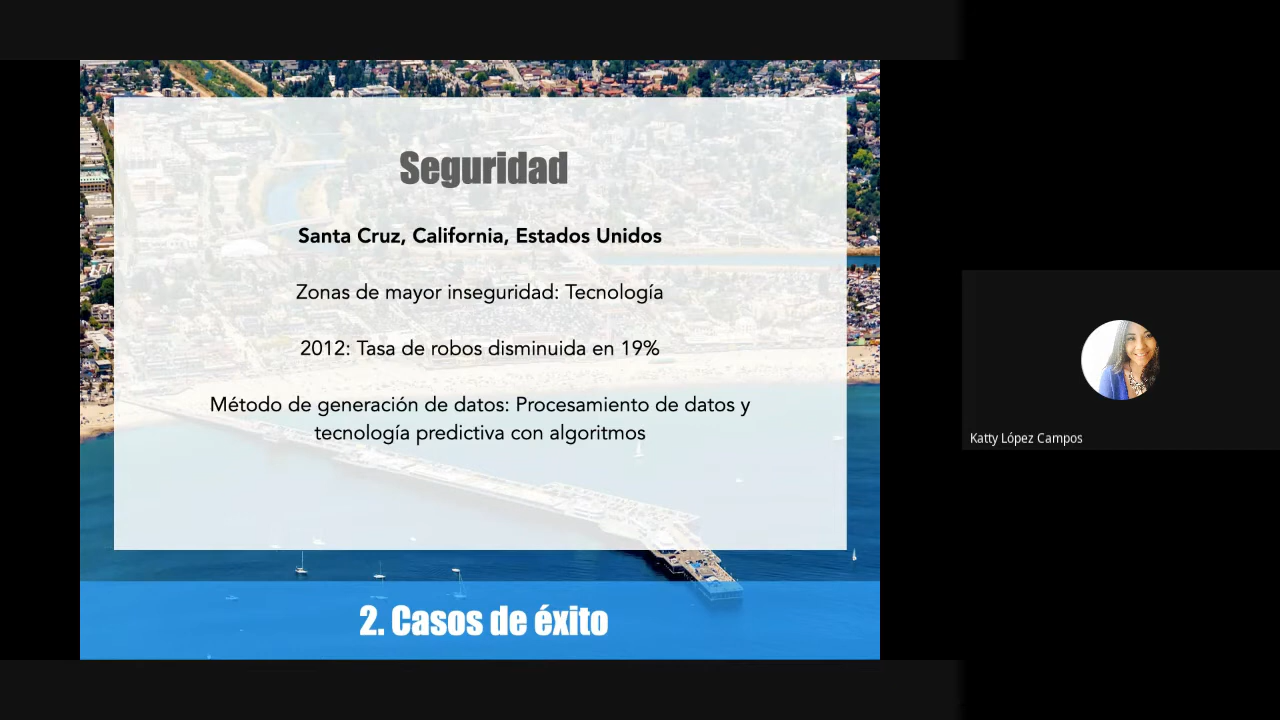 Seguridad
Santa Cruz, California, Estados Unidos
Zonas de mayor inseguridad: Tecnología
2012: Tasa de robos disminuida en 19%
Método de generación de datos: Procesamiento de datos y
tecnología predictiva con algoritmos
2. Casos de éxito
Katty López Campos